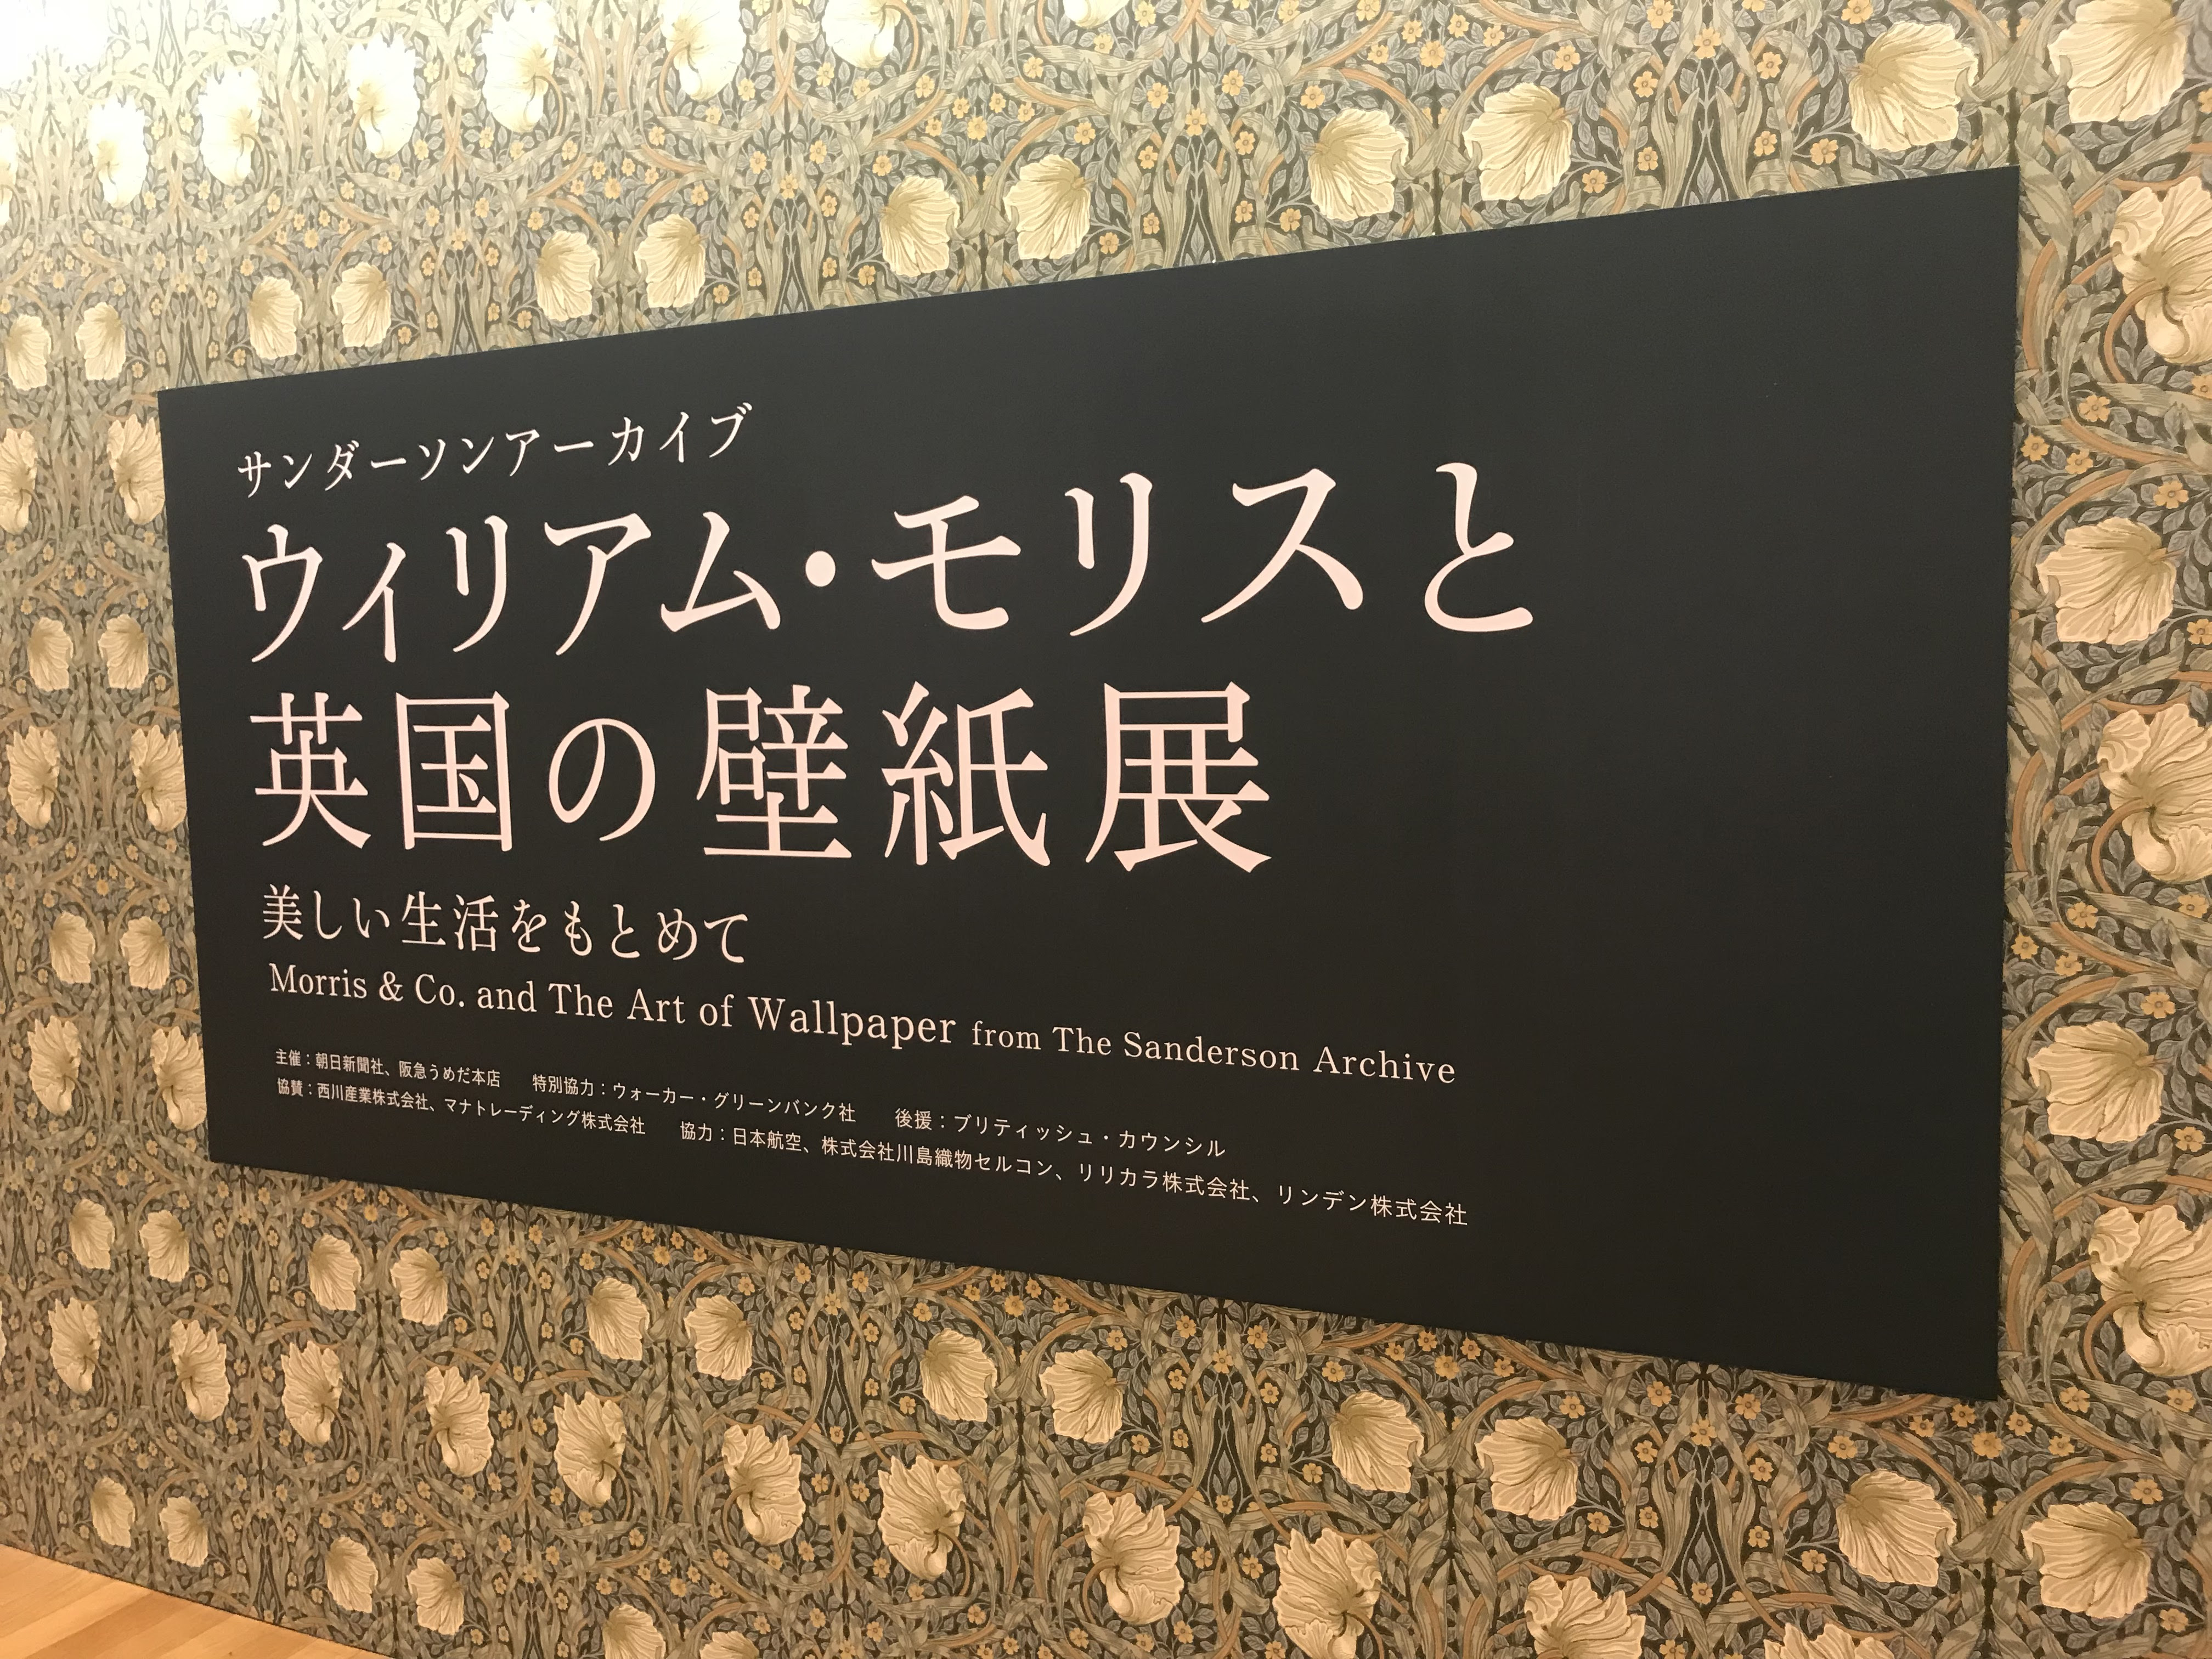 サンダーソンアーカイブ
ウィリアム・モリスと
英国の壁紙展
美しい生活をもとめて
Morris & Co. and The Art of Wallpaper from The Sanderson Archive
主催：朝日新聞社、阪急うめだ本店　特別協力：ウォーカー・グリーンバンク社　後援：ブリティッシュ・カウンシル
協賛：西川産業株式会社、マナトレーディング株式会社　協力：日本航空、株式会社川島織物セルコン、リリカラ株式会社、リンデン株式会社